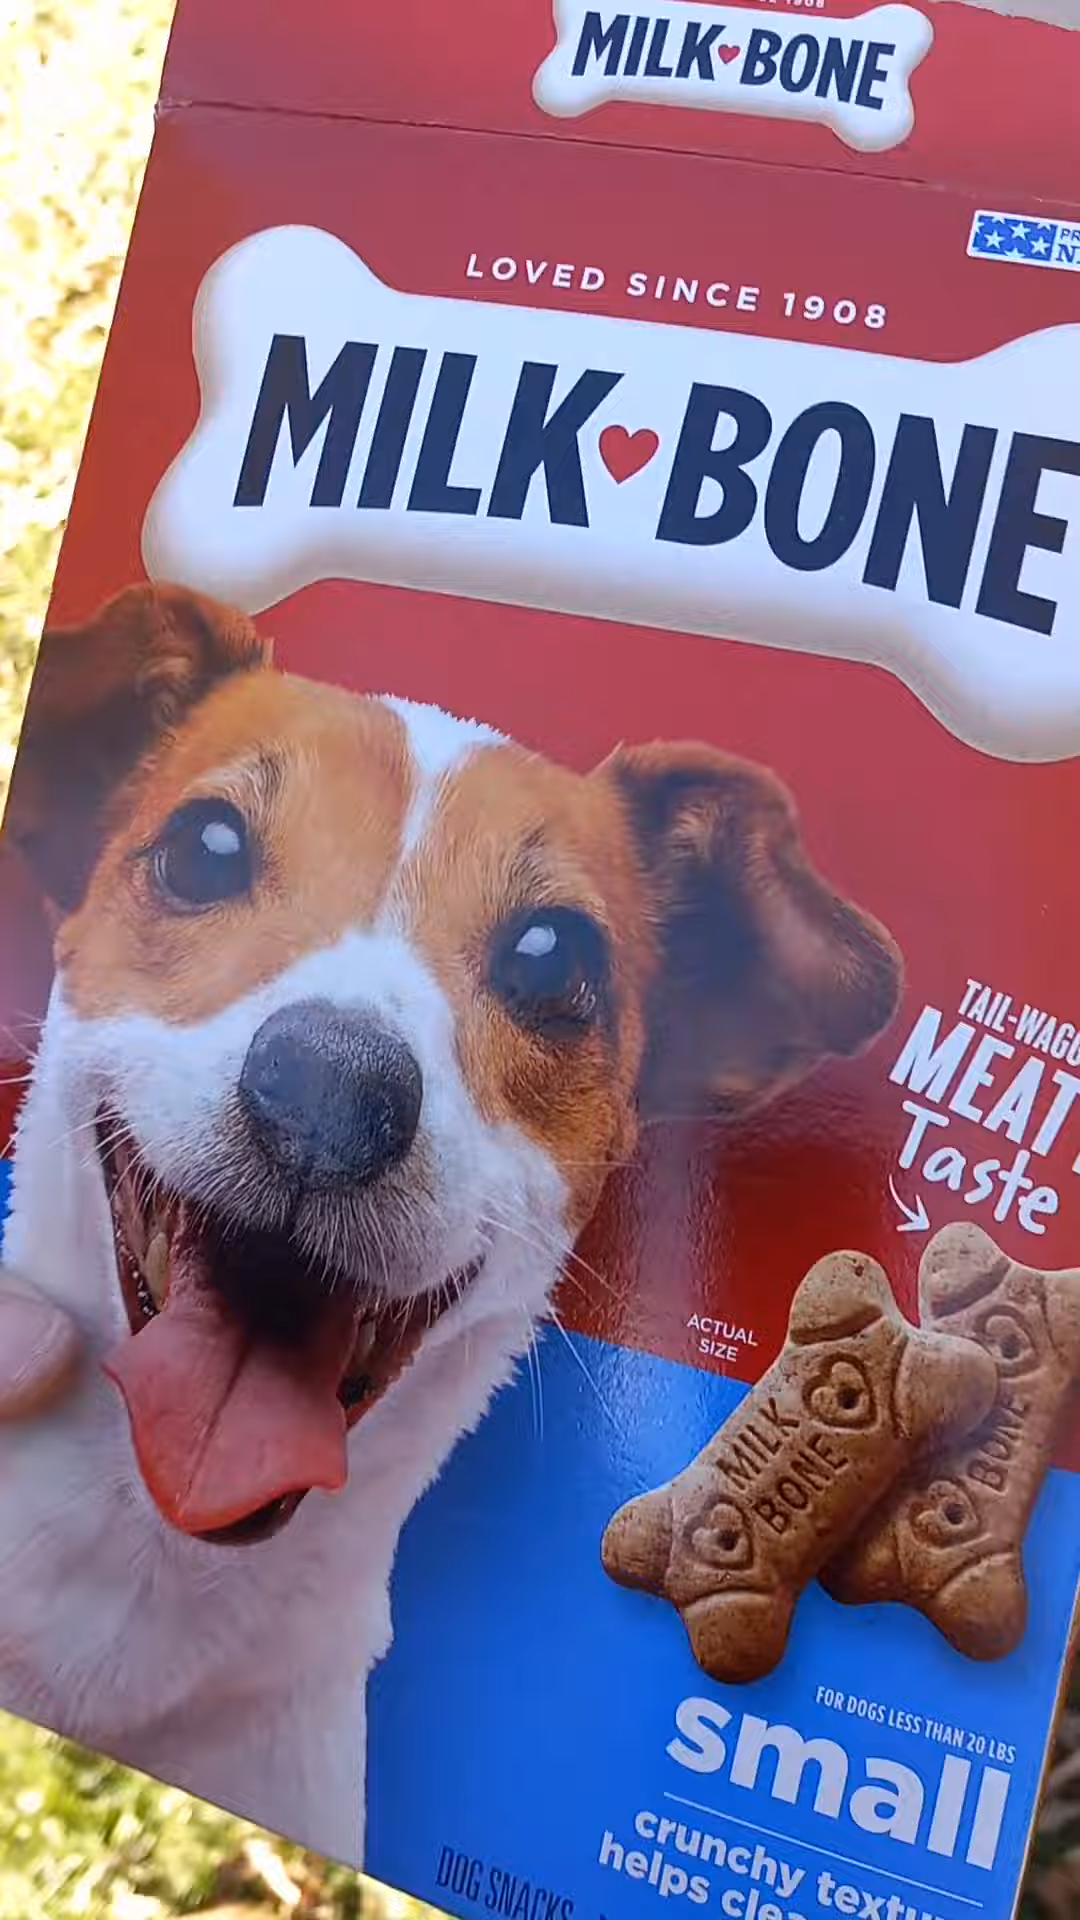 MILK BONE
LOVED SINCE 1908
MILK BONE
TAIL-WAGG
MEATY
Taste
ACTUAL
SIZE
MILK
BONE
BONE
FOR DOGS LESS THAN 20 LBS
small
crunchy textu
helps clea
DOG SNACKS